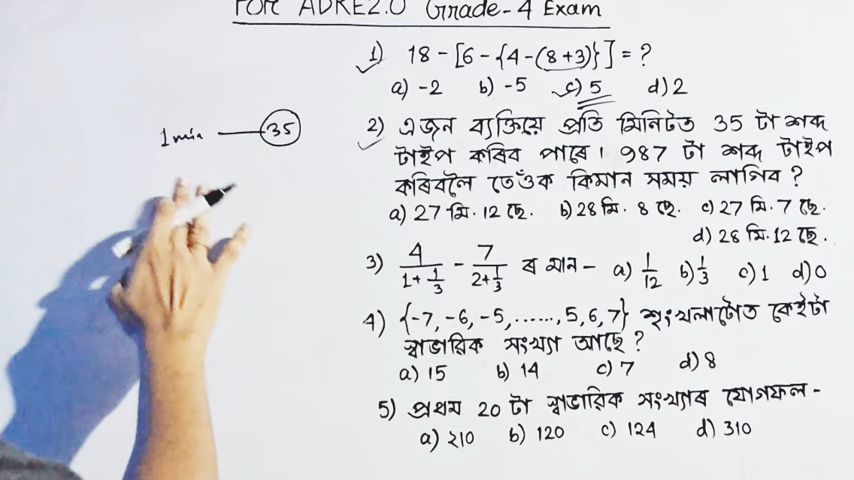 For ADRE2.0 Grade-4 Exam
1) 18 - [6 - {4 - (8+3)}] = ?
a) -2 b) -5 c) 5 d) 2
1 min — 35
2) এজন ব্যক্তিয়ে প্ৰতি মিনিটত 35 টা শব্দ
টাইপ কৰিব পাৰে। 987 টা শব্দ টাইপ
কৰিবলৈ তেওঁক কিমান সময় লাগিব?
a) 27 মি. 12 ছে. b) 28 মি. 8 ছে. c) 27 মি. 7 ছে.
d) 28 মি. 12 ছে.
3) 4/(1+1/3) - 7/(2+1/3) ৰ মান - a) 1/12 b) 1/3 c) 1 d) 0
4) {-7, -6, -5, ......, 5, 6, 7} শৃংখলাটোত কেইটা
স্বাভাৱিক সংখ্যা আছে?
a) 15 b) 14 c) 7 d) 8
5) প্ৰথম 20 টা স্বাভাৱিক সংখ্যাৰ যোগফল -
a) 210 b) 120 c) 124 d) 310